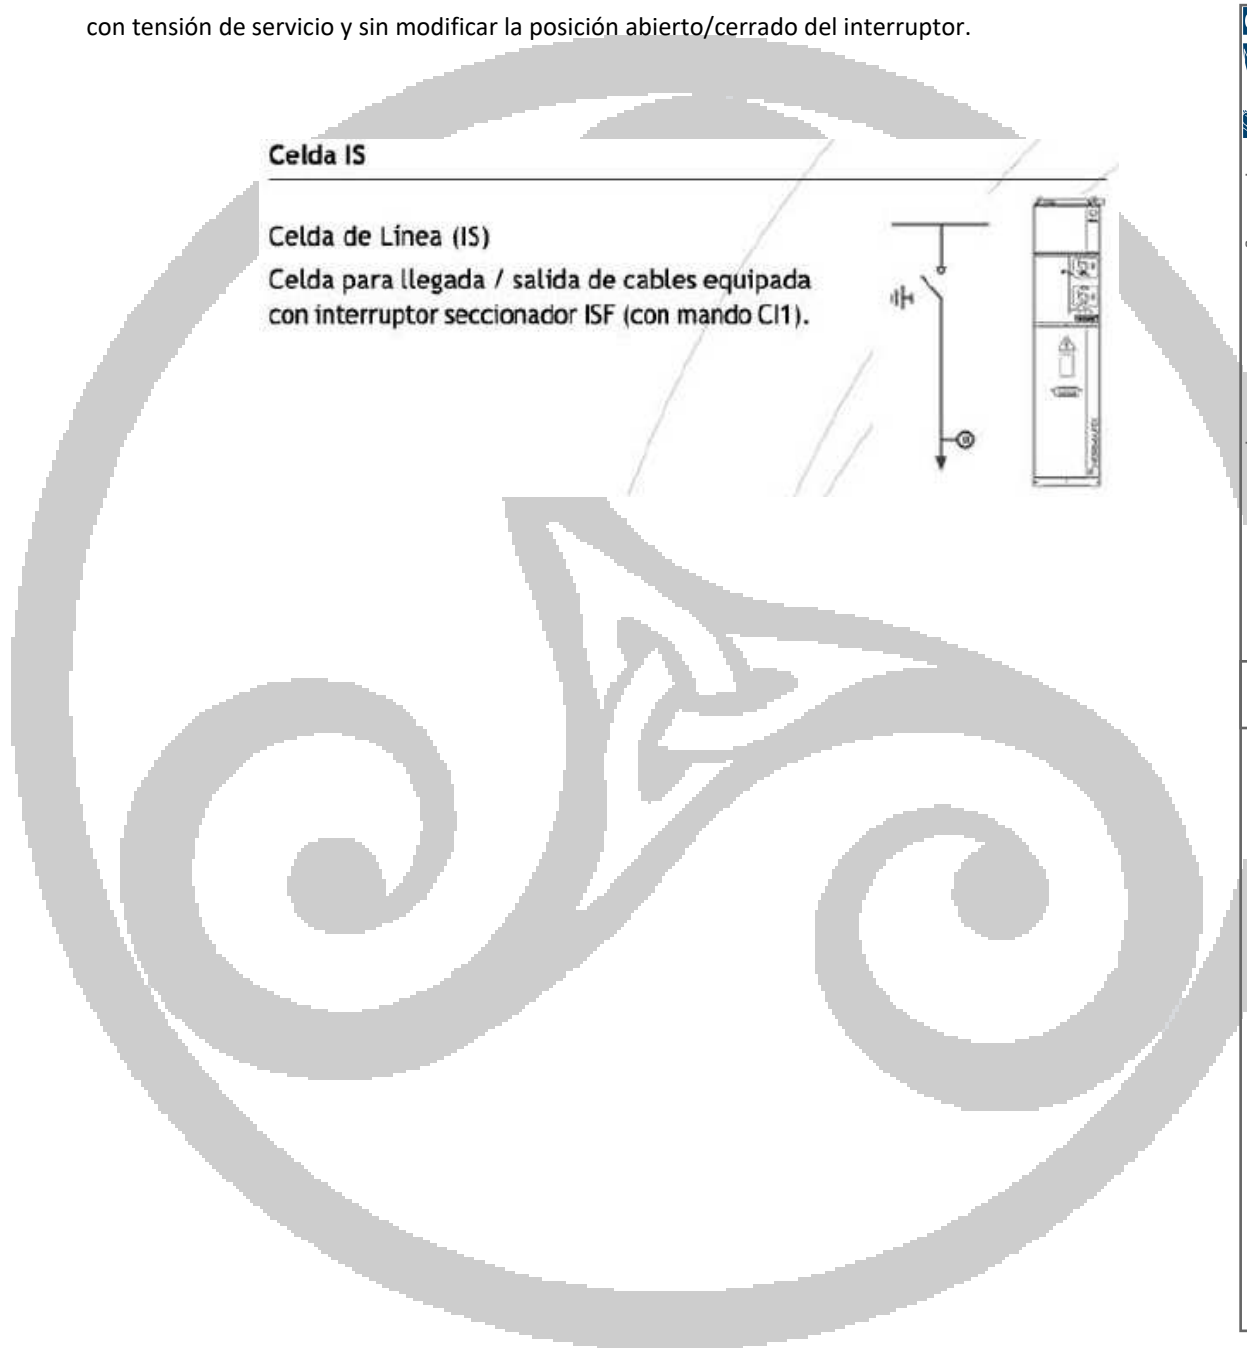 con tensión de servicio y sin modificar la posición abierto/cerrado del interruptor.
Celda IS
Celda de Línea (IS)
Celda para llegada / salida de cables equipada
con interruptor seccionador ISF (con mando CI1).